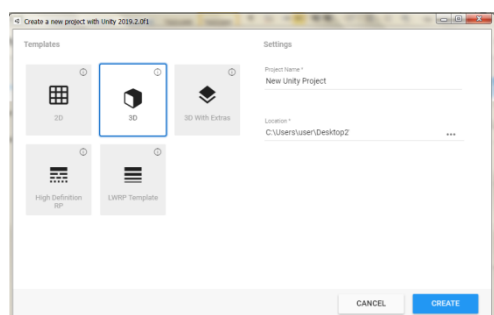 Create a new project with Unity 2019.2.0f1
Templates
Settings
2D
3D
3D With Extras
High Definition
RP
LWRP Template
Project Name *
New Unity Project
Location *
C:\Users\user\Desktop2
...
CANCEL
CREATE